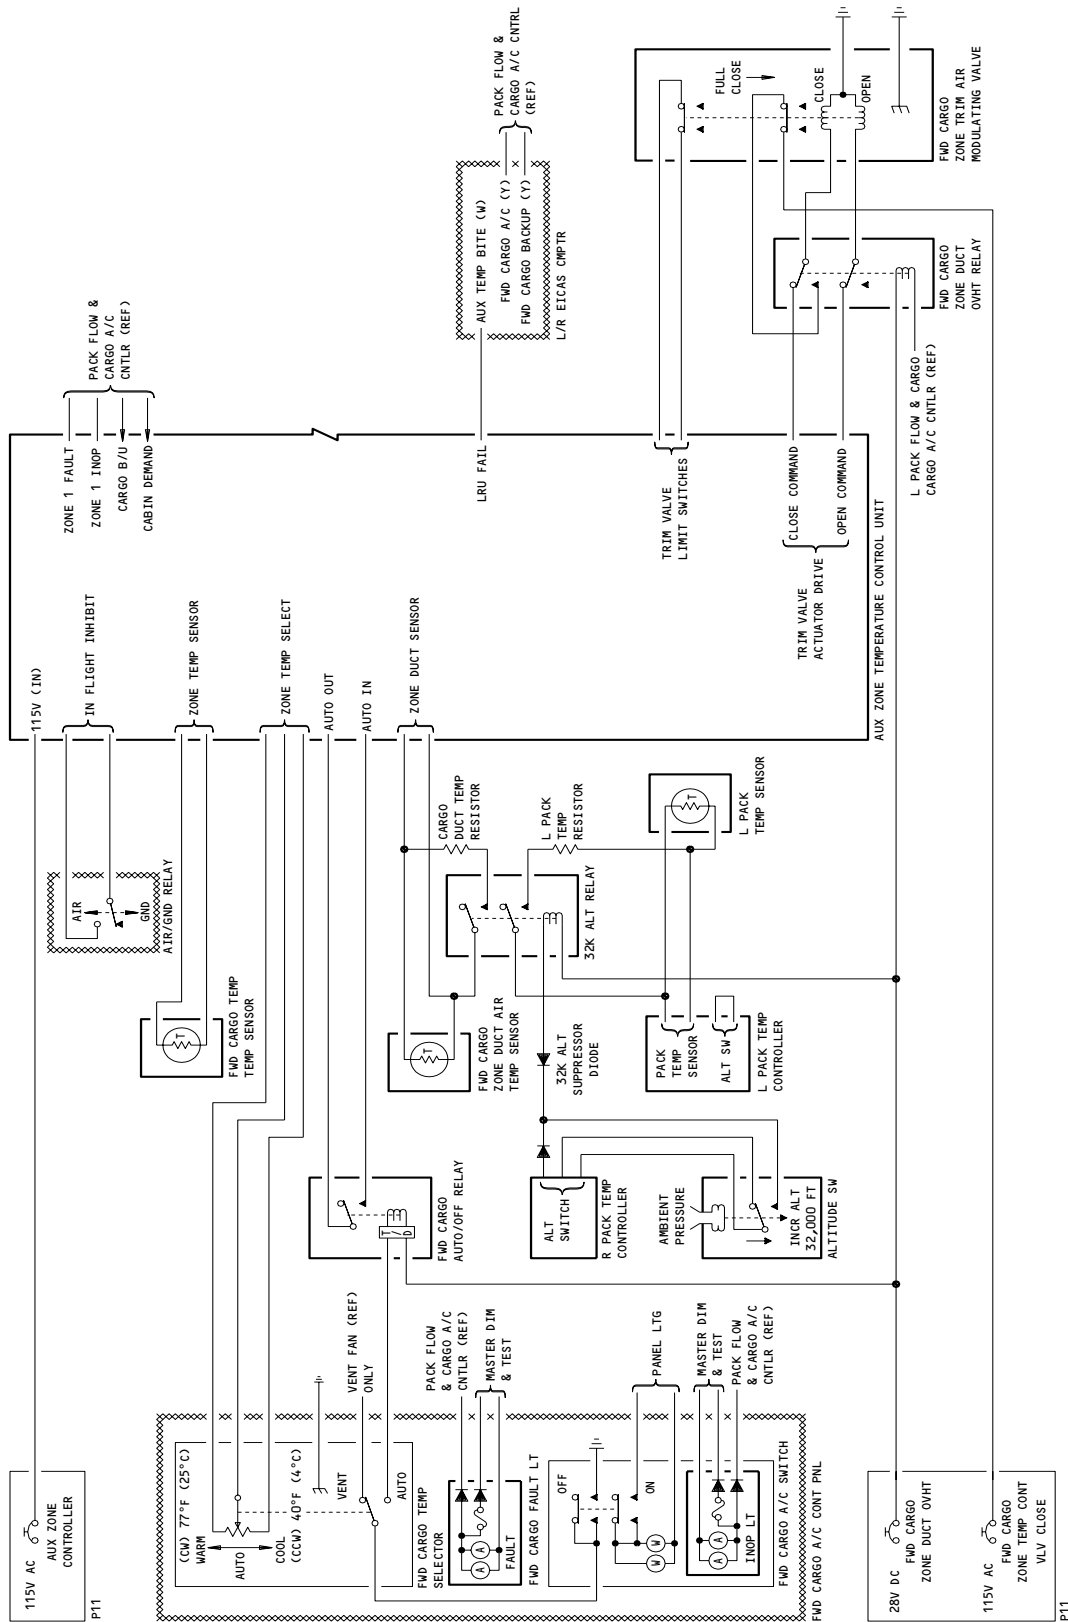 115V AC
AUX ZONE
CONTROLLER
P11
115V (IN)
AIR
GND
AIR/GND RELAY
IN FLIGHT INHIBIT
ZONE 1 FAULT
ZONE 1 INOP
CARGO B/U
CABIN DEMAND
PACK FLOW &
CARGO A/C
CNTLR (REF)
T
FWD CARGO TEMP
TEMP SENSOR
ZONE TEMP SENSOR
(CW) 77°F (25°C)
WARM
AUTO
COOL
(CCW) 40°F (4°C)
VENT
AUTO
FWD CARGO TEMP
SELECTOR
ZONE TEMP SELECT
VENT FAN (REF)
ONLY
T/D
FWD CARGO
AUTO/OFF RELAY
AUTO OUT
AUTO IN
PACK FLOW
& CARGO A/C
CNTLR (REF)
MASTER DIM
& TEST
A
A
FAULT
FWD CARGO FAULT LT
T
FWD CARGO
ZONE DUCT AIR
TEMP SENSOR
CARGO
DUCT TEMP
RESISTOR
ZONE DUCT SENSOR
L PACK
TEMP
RESISTOR
32K ALT RELAY
32K ALT
SUPPRESSOR
DIODE
LRU FAIL
AUX TEMP BITE (W)
FWD CARGO A/C (Y)
FWD CARGO BACKUP (Y)
L/R EICAS CMPTR
PACK FLOW &
CARGO A/C CNTRL
(REF)
OFF
ON
W
W
PANEL LTG
A
A
INOP LT
FWD CARGO A/C SWITCH
FWD CARGO A/C CONT PNL
MASTER DIM
& TEST
PACK FLOW
& CARGO A/C
CNTLR (REF)
ALT
SWITCH
R PACK TEMP
CONTROLLER
AMBIENT
PRESSURE
INCR ALT
32,000 FT
ALTITUDE SW
PACK
TEMP
SENSOR
ALT SW
L PACK TEMP
CONTROLLER
T
L PACK
TEMP SENSOR
TRIM VALVE
LIMIT SWITCHES
TRIM VALVE
ACTUATOR DRIVE
CLOSE COMMAND
OPEN COMMAND
AUX ZONE TEMPERATURE CONTROL UNIT
FULL
CLOSE
CLOSE
OPEN
FWD CARGO
ZONE TRIM AIR
MODULATING VALVE
FWD CARGO
ZONE DUCT
OVHT RELAY
L PACK FLOW & CARGO
CARGO A/C CNTLR (REF)
28V DC
FWD CARGO
ZONE DUCT OVHT
115V AC
FWD CARGO
ZONE TEMP CONT
VLV CLOSE
P11